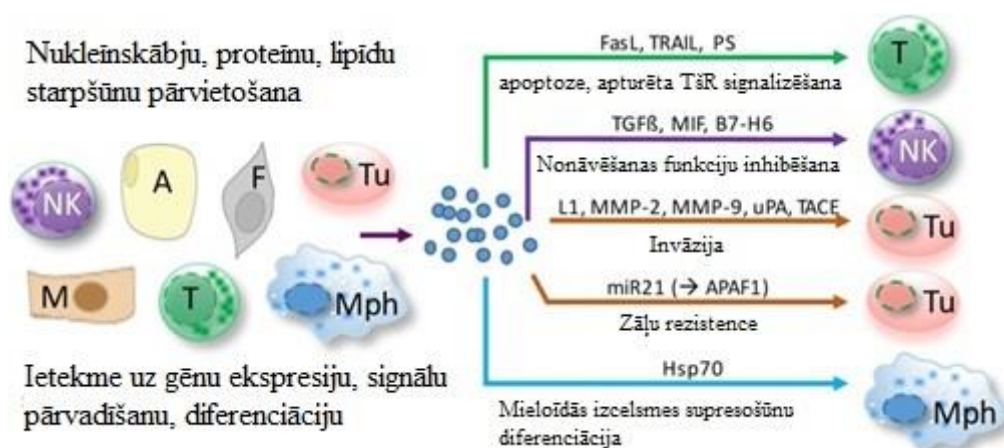 Nukleīnskābju, proteīnu, lipīdu
starpšūnu pārvietošana
NK
A
F
Tu
M
T
Mph
Ietekme uz gēnu ekspresiju, signālu
pārvadīšanu, diferenciāciju
FasL, TRAIL, PS
apoptoze, apturēta TšR signalizēšana
T
TGFß, MIF, B7-H6
Nonāvēšanas funkciju inhibēšana
NK
L1, MMP-2, MMP-9, uPA, TACE
Invāzija
Tu
miR21 (→ APAF1)
Zāļu rezistence
Tu
Hsp70
Mieloīdās izcelsmes supresošūnu
diferenciācija
Mph